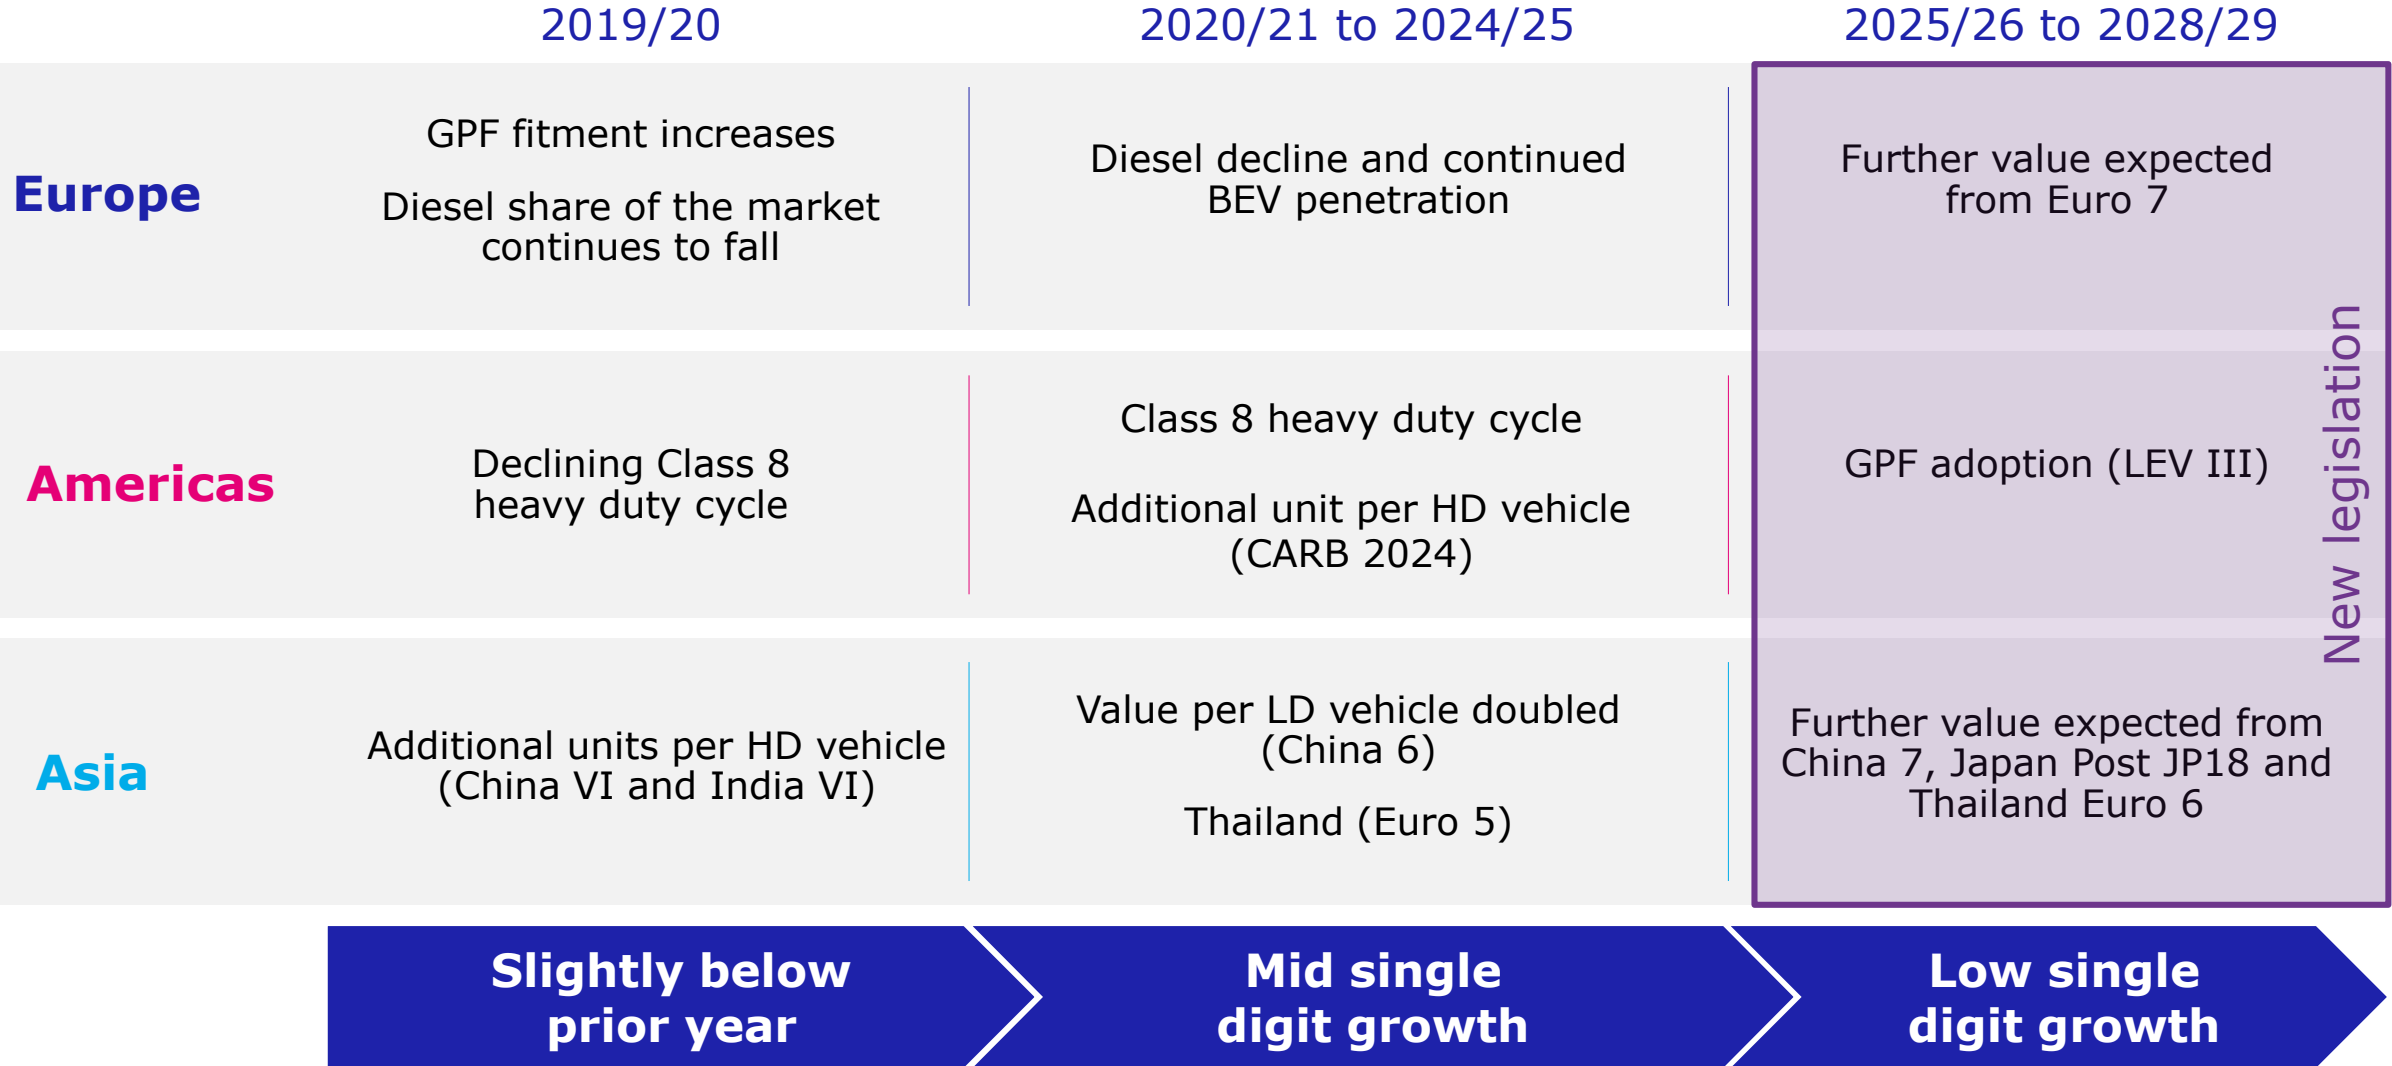 2019/20
2020/21 to 2024/25
2025/26 to 2028/29
Europe
GPF fitment increases
Diesel share of the market
continues to fall
Diesel decline and continued
BEV penetration
Further value expected
from Euro 7
Americas
Declining Class 8
heavy duty cycle
Class 8 heavy duty cycle
Additional unit per HD vehicle
(CARB 2024)
GPF adoption (LEV III)
New legislation
Asia
Additional units per HD vehicle
(China VI and India VI)
Value per LD vehicle doubled
(China 6)
Thailand (Euro 5)
Further value expected from
China 7, Japan Post JP18 and
Thailand Euro 6
Slightly below
prior year
Mid single
digit growth
Low single
digit growth